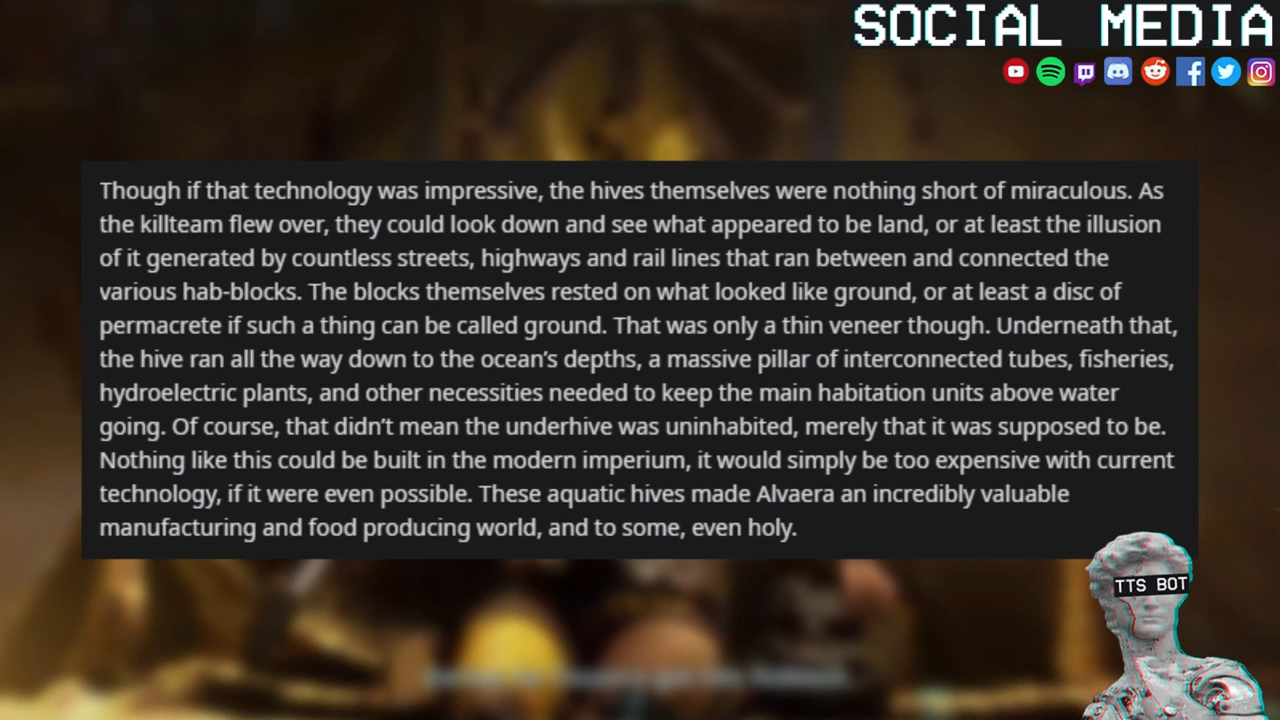 SOCIAL MEDIA
Though if that technology was impressive, the hives themselves were nothing short of miraculous. As
the killteam flew over, they could look down and see what appeared to be land, or at least the illusion
of it generated by countless streets, highways and rail lines that ran between and connected the
various hab-blocks. The blocks themselves rested on what looked like ground, or at least a disc of
permacrete if such a thing can be called ground. That was only a thin veneer though. Underneath that,
the hive ran all the way down to the ocean’s depths, a massive pillar of interconnected tubes, fisheries,
hydroelectric plants, and other necessities needed to keep the main habitation units above water
going. Of course, that didn’t mean the underhive was uninhabited, merely that it was supposed to be.
Nothing like this could be built in the modern imperium, it would simply be too expensive with current
technology, if it were even possible. These aquatic hives made Alvaera an incredibly valuable
manufacturing and food producing world, and to some, even holy.
TTS BOT